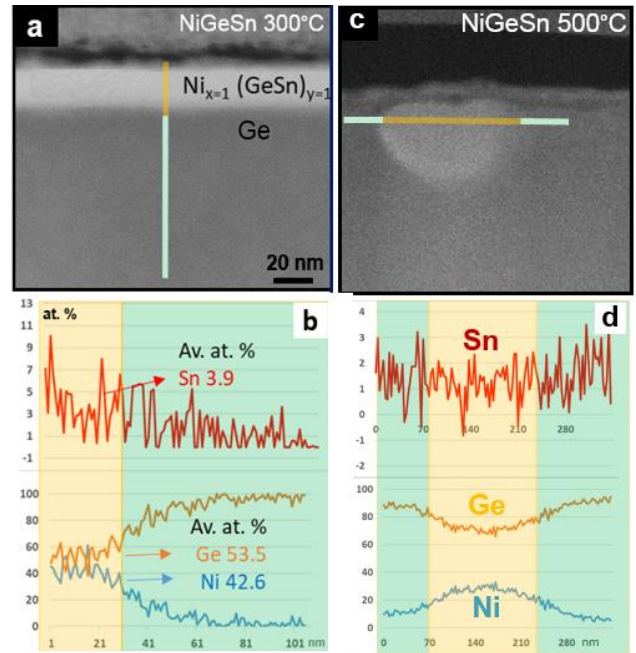 a
NiGeSn 300°C
Ni x=1 (GeSn) y=1
Ge
20 nm
c
NiGeSn 500°C
b
at. %
13
11
9
7
5
3
1
-1
Av. at. %
Sn 3.9
100
80
60
40
20
0
Av. at. %
Ge 53.5
Ni 42.6
1 21 41 61 81 101 nm
d
4
3
2
1
0
-1
-2
Sn
0 70 140 210 280
100
80
60
40
20
0
Ge
Ni
0 70 140 210 280 nm